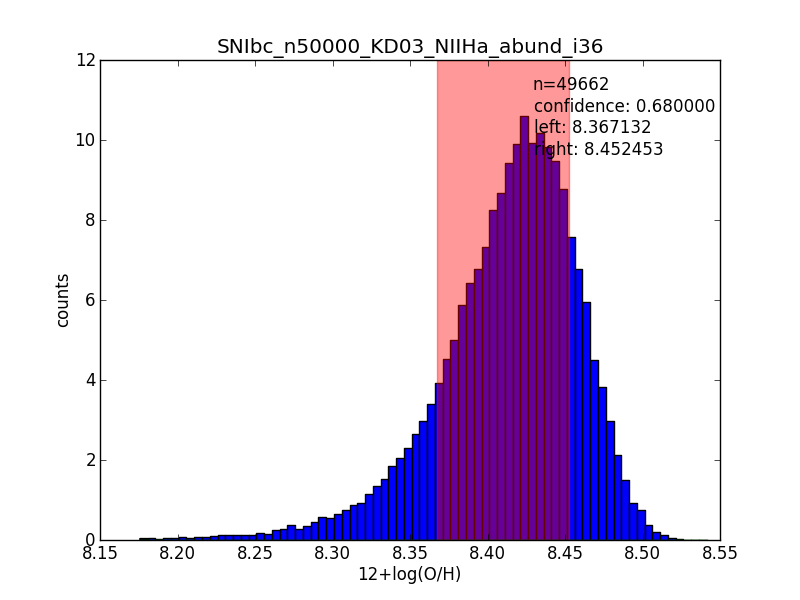 SNIbc_n50000_KD03_NIIHa_abund_i36
12
n=49662
confidence: 0.680000
left: 8.367132
right: 8.452453
10
8
6
4
2
0
counts
8.15 8.20 8.25 8.30 8.35 8.40 8.45 8.50 8.55
12+log(O/H)